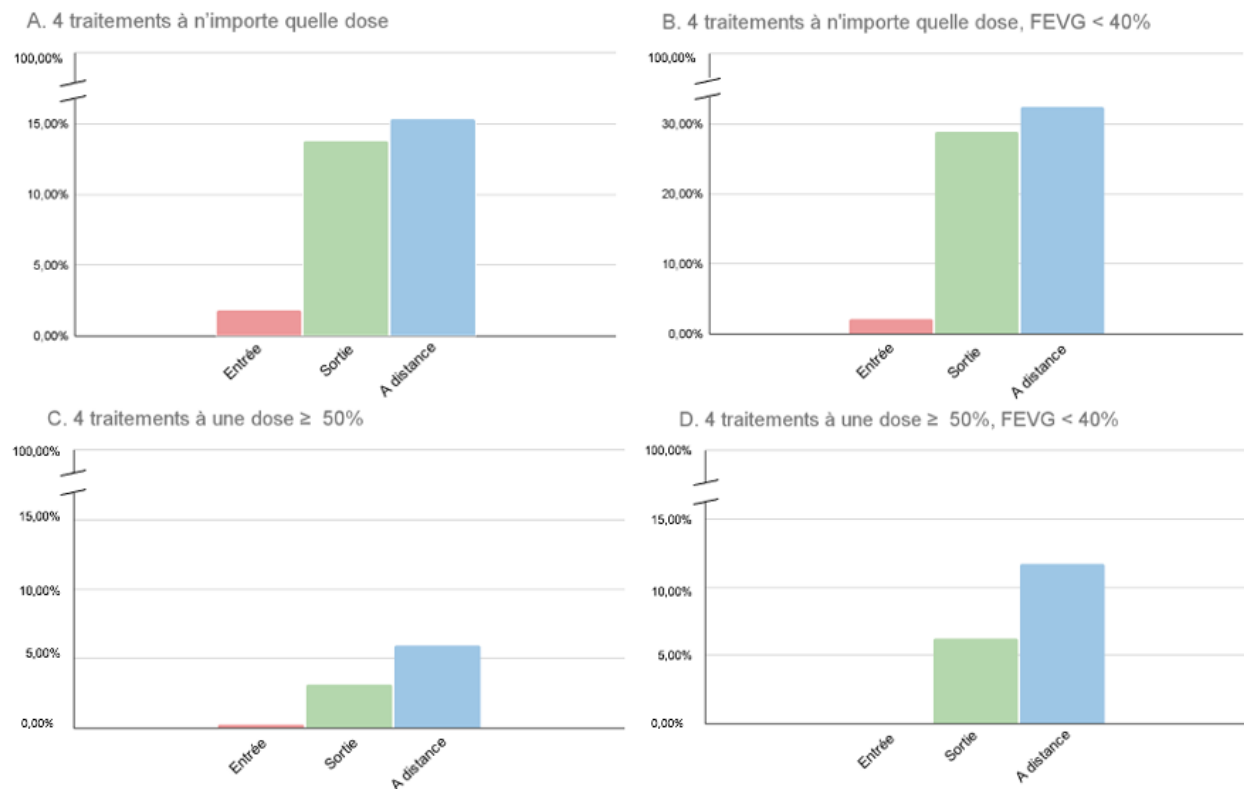 A. 4 traitements à n'importe quelle dose
100,00%
15,00%
10,00%
5,00%
0,00%
Entrée
Sortie
A distance
B. 4 traitements à n'importe quelle dose, FEVG < 40%
100,00%
30,00%
20,00%
10,00%
0,00%
Entrée
Sortie
A distance
C. 4 traitements à une dose ≥ 50%
100,00%
15,00%
10,00%
5,00%
0,00%
Entrée
Sortie
A distance
D. 4 traitements à une dose ≥ 50%, FEVG < 40%
100,00%
15,00%
10,00%
5,00%
0,00%
Entrée
Sortie
A distance